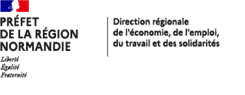 PRÉFET
DE LA RÉGION
NORMANDIE
Liberté
Égalité
Fraternité
Direction régionale
de l'économie, de l'emploi,
du travail et des solidarités